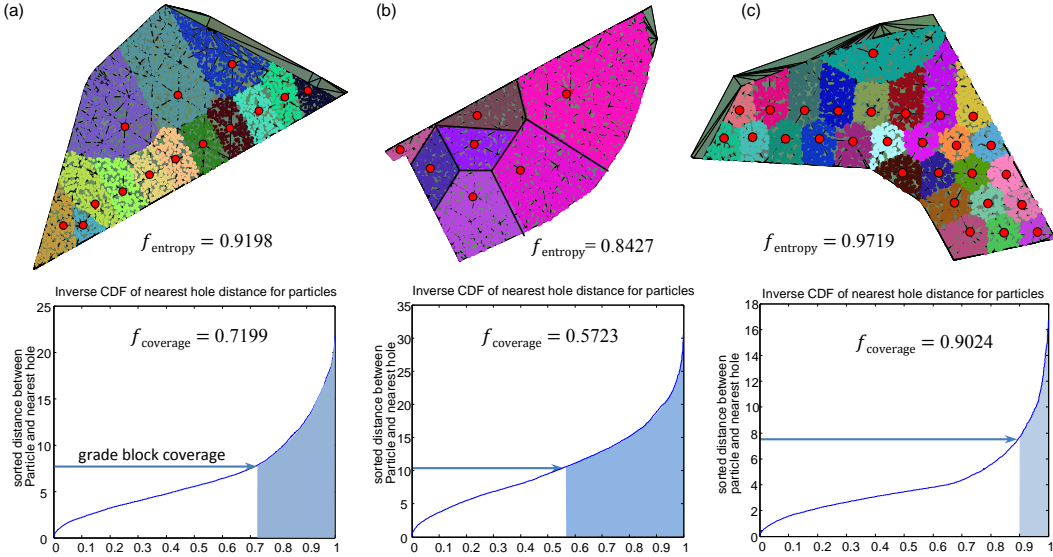 (a)
(b)
(c)
f_entropy = 0.9198
f_entropy = 0.8427
f_entropy = 0.9719
Inverse CDF of nearest hole distance for particles
25
20
15
10
5
0
sorted distance between
Particle and nearest hole
f_coverage = 0.7199
grade block coverage
0 0.1 0.2 0.3 0.4 0.5 0.6 0.7 0.8 0.9 1
Inverse CDF of nearest hole distance for particles
35
30
25
20
15
10
5
0
sorted distance between
Particle and nearest hole
f_coverage = 0.5723
0 0.1 0.2 0.3 0.4 0.5 0.6 0.7 0.8 0.9 1
Inverse CDF of nearest hole distance for particles
18
16
14
12
10
8
6
4
2
0
sorted distance between
particle and nearest hole
f_coverage = 0.9024
0 0.1 0.2 0.3 0.4 0.5 0.6 0.7 0.8 0.9 1